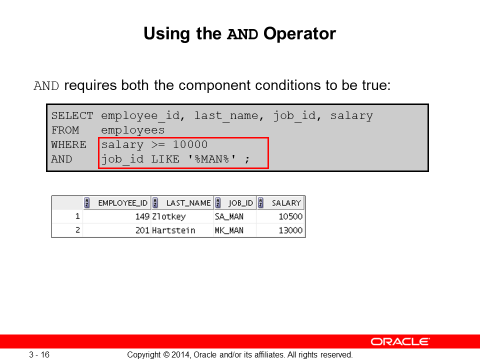 Using the AND Operator
AND requires both the component conditions to be true:
SELECT employee_id, last_name, job_id, salary
FROM employees
WHERE salary >= 10000
AND job_id LIKE '%MAN%' ;
EMPLOYEE_ID LAST_NAME JOB_ID SALARY
1 149 Zlotkey SA_MAN 10500
2 201 Hartstein MK_MAN 13000
ORACLE
3 - 16 Copyright © 2014, Oracle and/or its affiliates. All rights reserved.